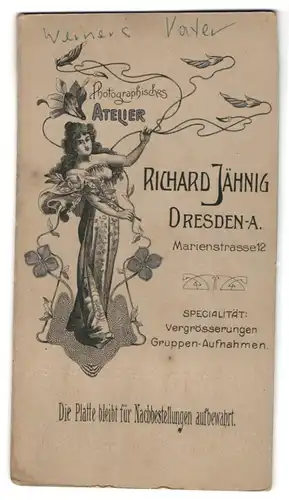 Werners Vater
Photographisches
ATELIER
RICHARD JÄHNIG
DRESDEN-A.
Marienstrasse 12
SPECIALITÄT:
Vergrösserungen
Gruppen-Aufnahmen.
Die Platte bleibt für Nachbestellungen aufbewahrt.